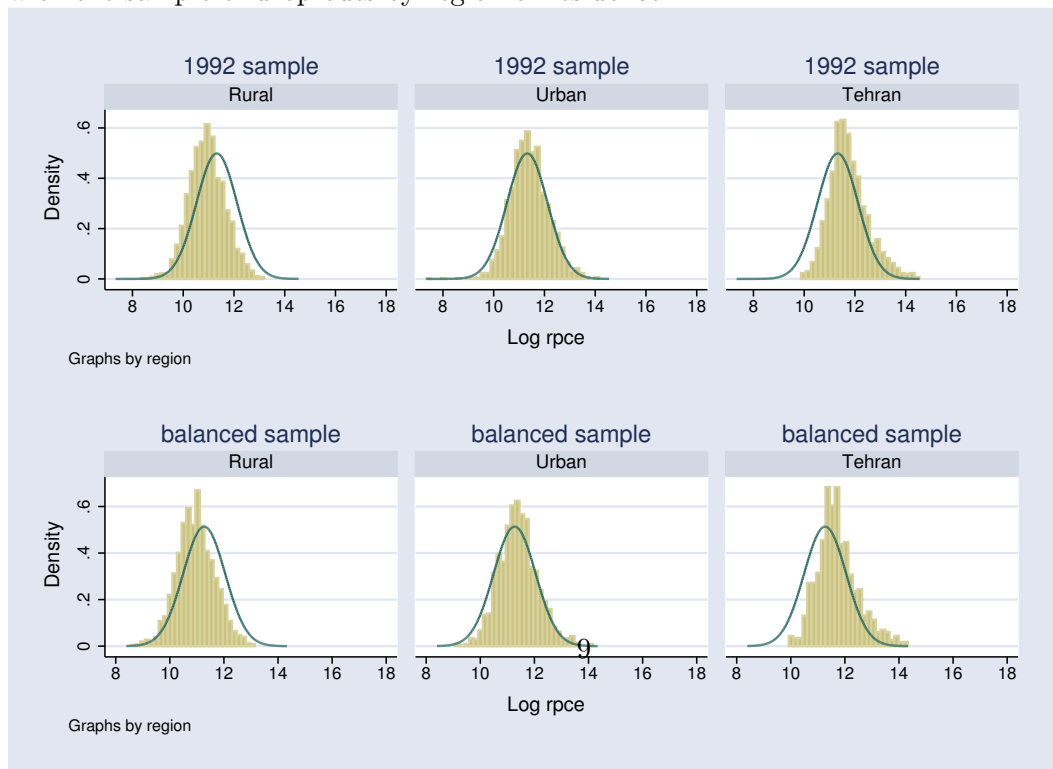 1992 sample 1992 sample 1992 sample
Rural Urban Tehran
Density
.6
.4
.2
0
8 10 12 14 16 18 8 10 12 14 16 18 8 10 12 14 16 18
Log rpce
Graphs by region
balanced sample balanced sample balanced sample
Rural Urban Tehran
Density
.6
.4
.2
0
9
8 10 12 14 16 18 8 10 12 14 16 18 8 10 12 14 16 18
Log rpce
Graphs by region